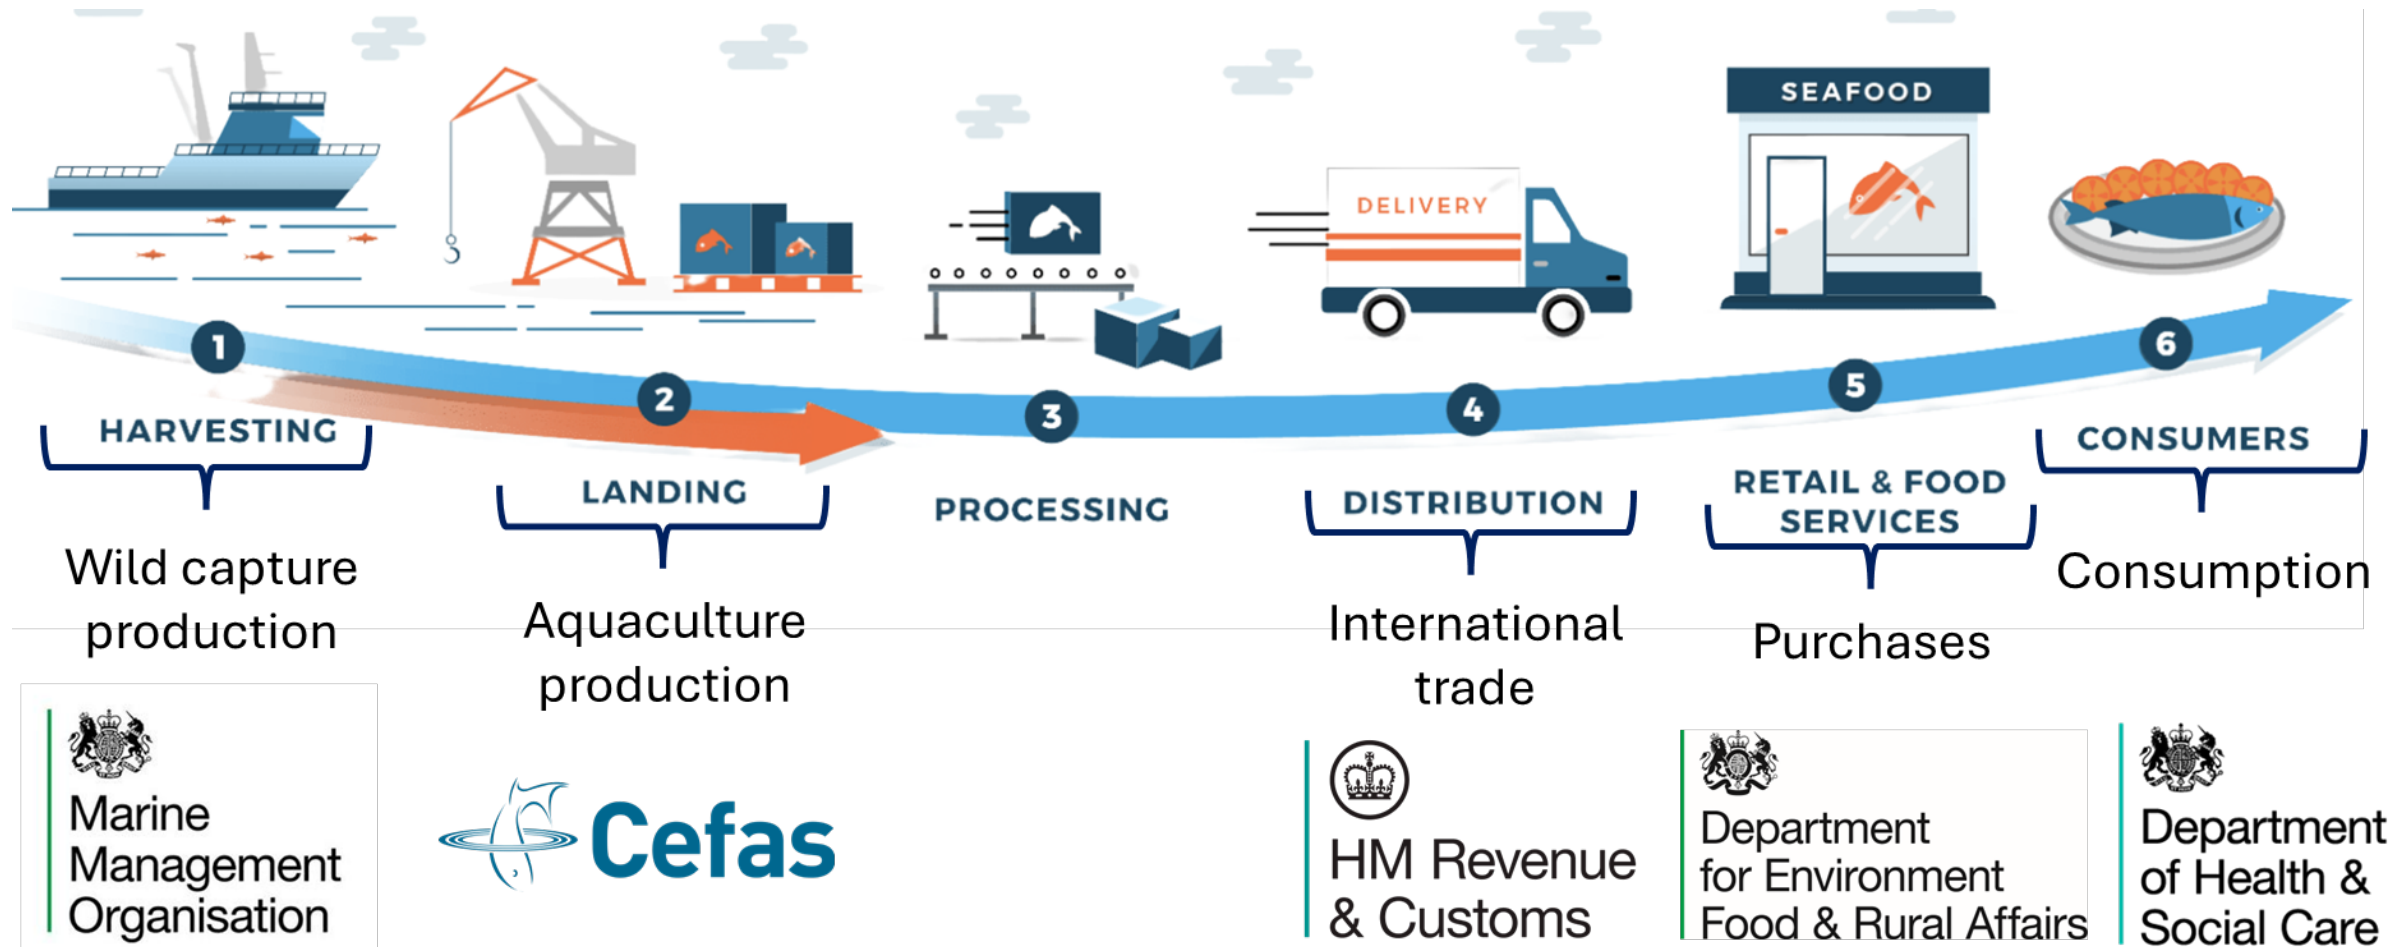 SEAFOOD
DELIVERY
1
2
3
4
5
6
HARVESTING
LANDING
PROCESSING
DISTRIBUTION
RETAIL & FOOD
SERVICES
CONSUMERS
Wild capture
production
Aquaculture
production
International
trade
Purchases
Consumption
Marine
Management
Organisation
Cefas
HM Revenue
& Customs
Department
for Environment
Food & Rural Affairs
Department
of Health &
Social Care